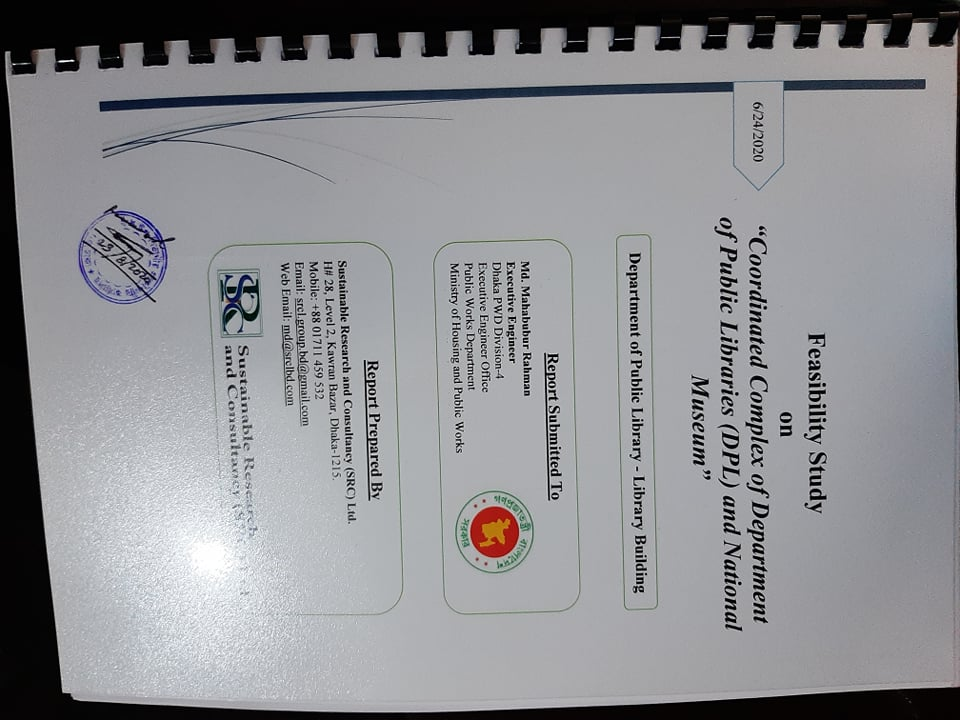 6/24/2020
Feasibility Study
on
“Coordinated Complex of Department
of Public Libraries (DPL) and National
Museum”
Department of Public Library - Library Building
Report Submitted To
Md. Mahabubur Rahman
Executive Engineer
Dhaka PWD Division-4
Executive Engineer Office
Public Works Department
Ministry of Housing and Public Works
গণপ্রজাতন্ত্রী বাংলাদেশ
সরকার
Report Prepared By
Sustainable Research and Consultancy (SRC) Ltd.
H# 28, Level 2, Kawran Bazar, Dhaka-1215.
Mobile: +88 01711 459 532
Email: srcl.group.bd@gmail.com
Web Email: md@srclbd.com
SRC
Sustainable Research
and Consultancy
23/8/2020